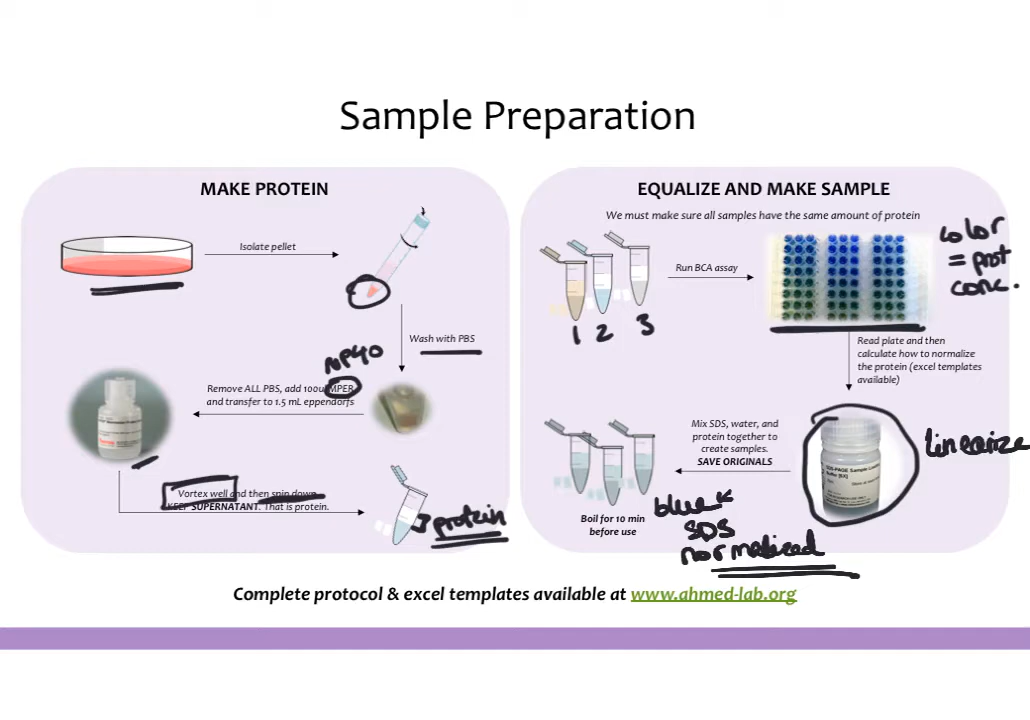 Sample Preparation
MAKE PROTEIN
Isolate pellet
Wash with PBS
NP40
Remove ALL PBS, add 100ul MPER
and transfer to 1.5 mL eppendorfs
Vortex well and then spin down.
KEEP SUPERNATANT. That is protein.
protein
EQUALIZE AND MAKE SAMPLE
We must make sure all samples have the same amount of protein
1 2 3
Run BCA assay
color
= prot
conc.
Read plate and then
calculate how to normalize
the protein (excel templates
available)
linearize
Mix SDS, water, and
protein together to
create samples.
SAVE ORIGINALS
Boil for 10 min
before use
blue
SDS
normalized
Complete protocol & excel templates available at www.ahmed-lab.org